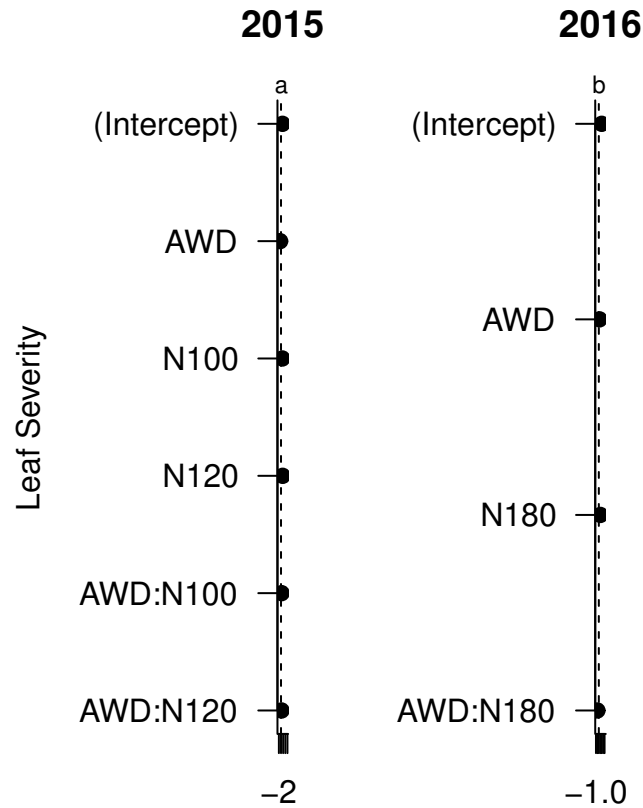 2015
2016
a
b
(Intercept)
(Intercept)
AWD
AWD
N100
Leaf Severity
N120
N180
AWD:N100
AWD:N120
AWD:N180
−2
−1.0